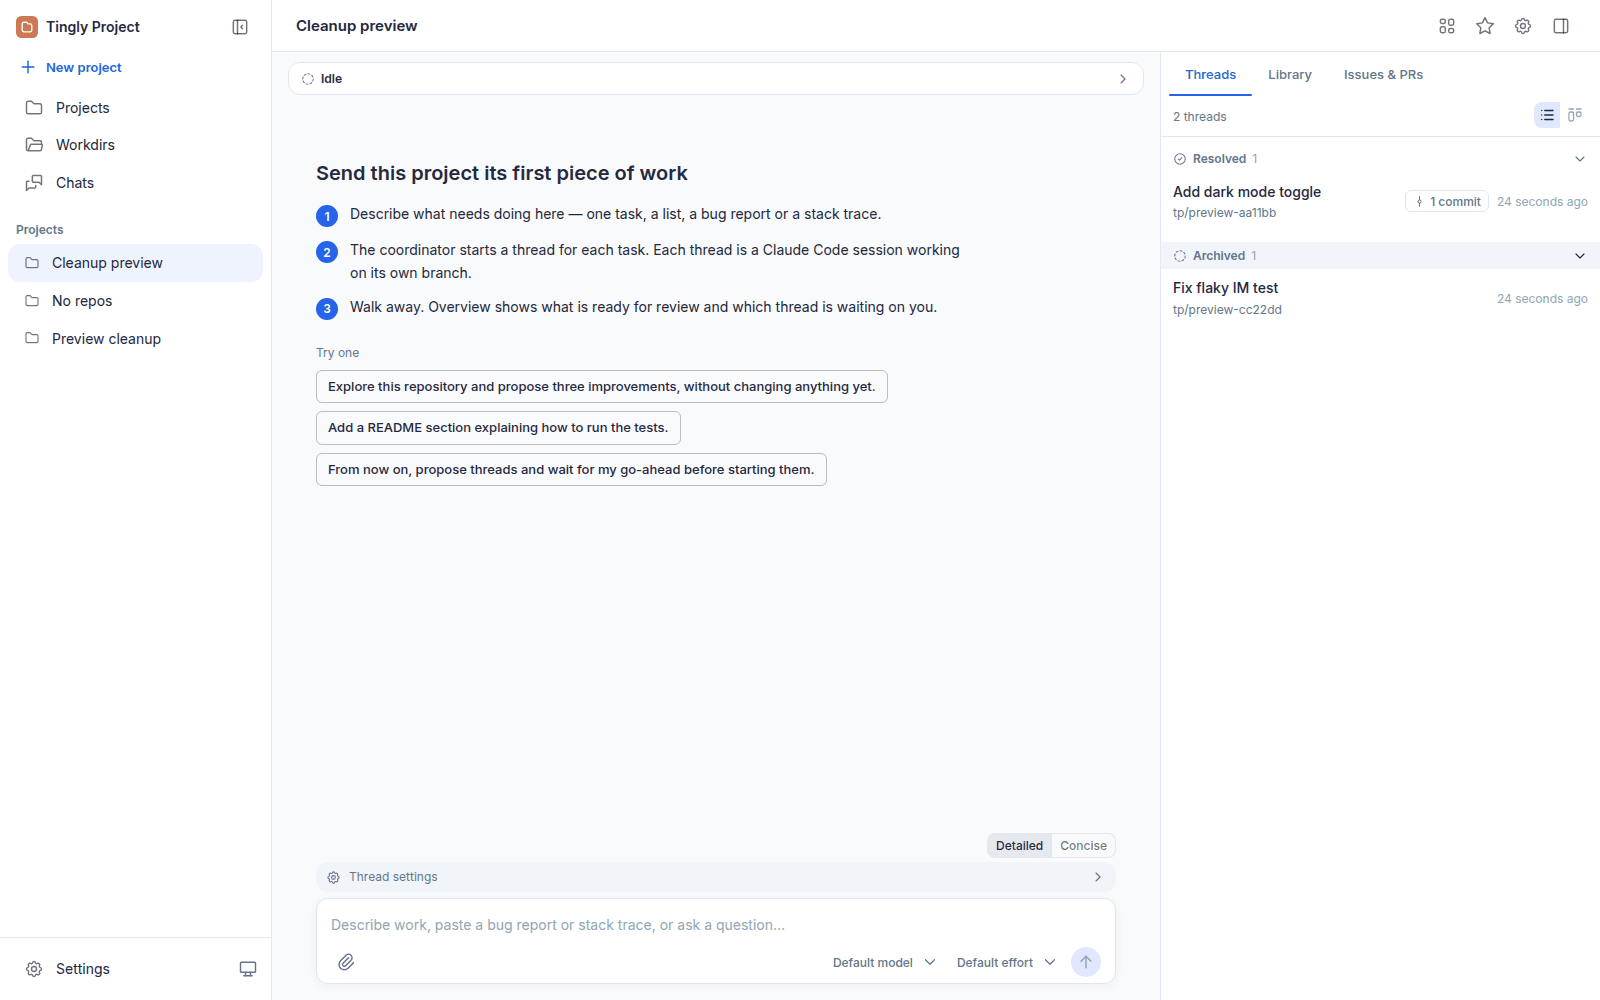 Tingly Project
New project
Projects
Workdirs
Chats
Projects
Cleanup preview
No repos
Preview cleanup
Settings
Cleanup preview
Idle
Send this project its first piece of work
1 Describe what needs doing here — one task, a list, a bug report or a stack trace.
2 The coordinator starts a thread for each task. Each thread is a Claude Code session working
on its own branch.
3 Walk away. Overview shows what is ready for review and which thread is waiting on you.
Try one
Explore this repository and propose three improvements, without changing anything yet.
Add a README section explaining how to run the tests.
From now on, propose threads and wait for my go-ahead before starting them.
Detailed Concise
Thread settings
Describe work, paste a bug report or stack trace, or ask a question...
Default model Default effort
Threads Library Issues & PRs
2 threads
Resolved 1
Add dark mode toggle
tp/preview-aa11bb
1 commit 24 seconds ago
Archived 1
Fix flaky IM test
tp/preview-cc22dd
24 seconds ago